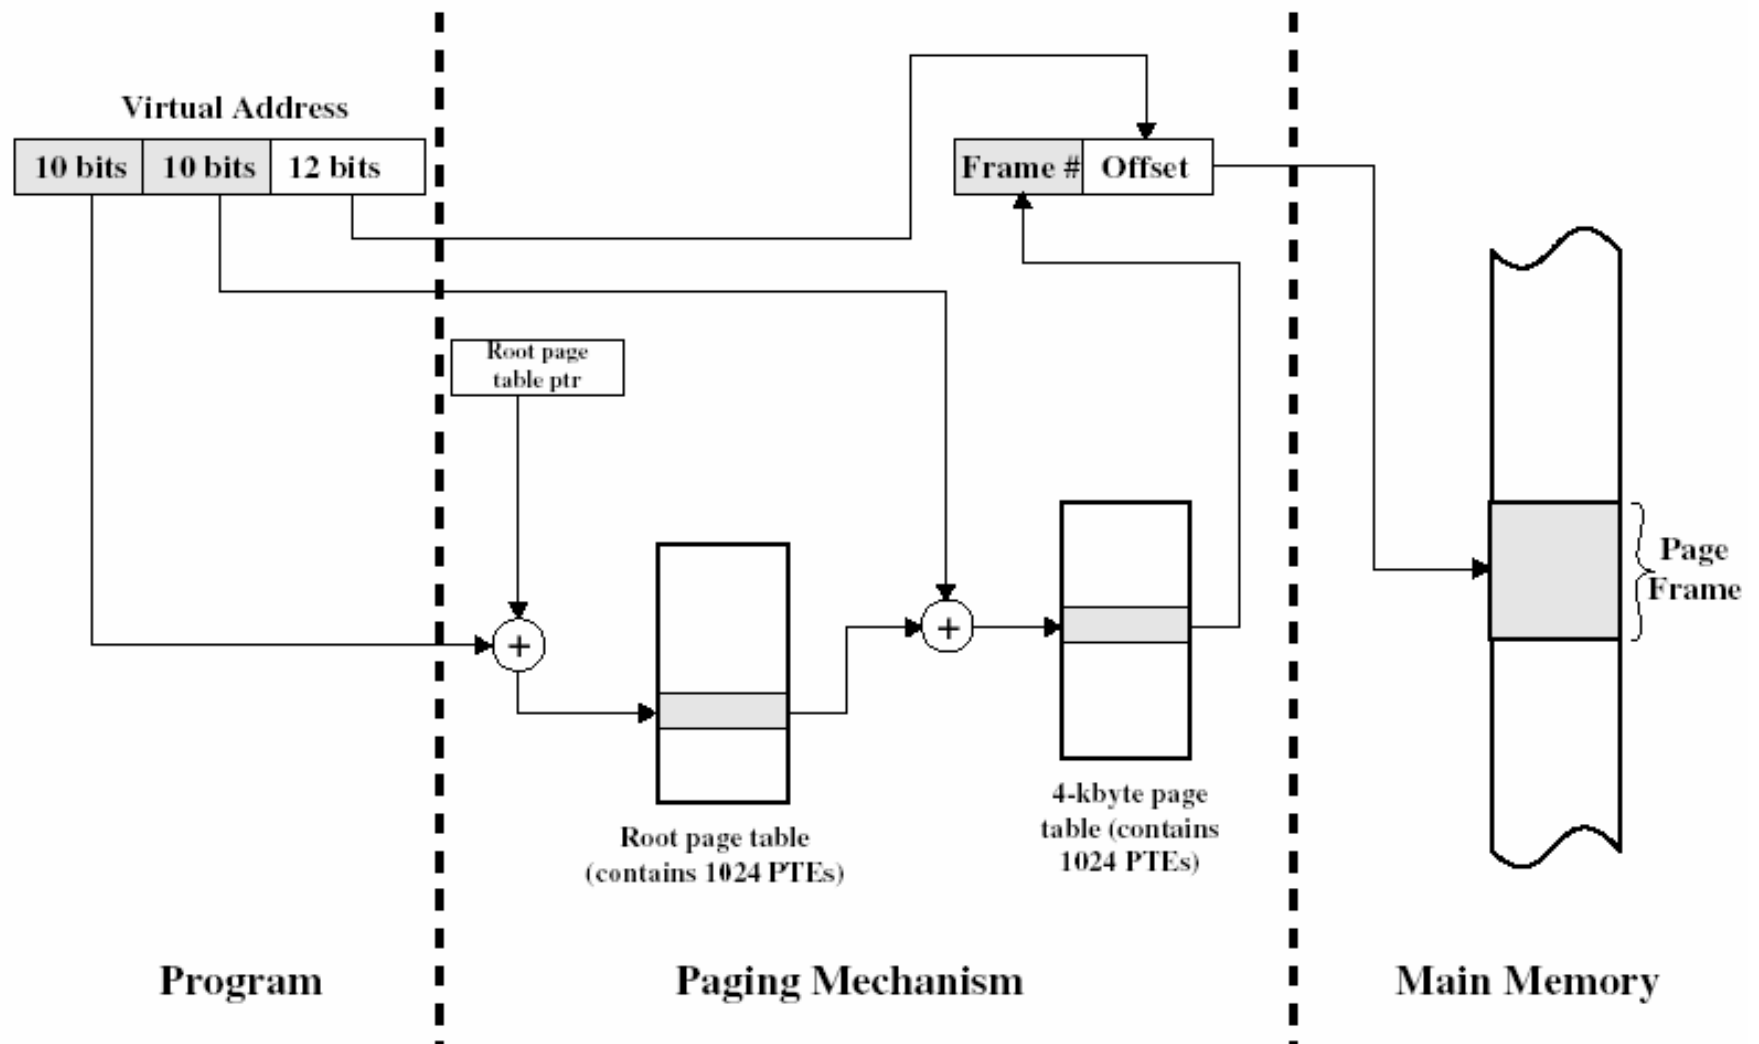 Virtual Address
10 bits 10 bits 12 bits
Frame # Offset
Root page
table ptr
+
+
Page
Frame
4-kbyte page
table (contains
1024 PTEs)
Root page table
(contains 1024 PTEs)
Program
Paging Mechanism
Main Memory